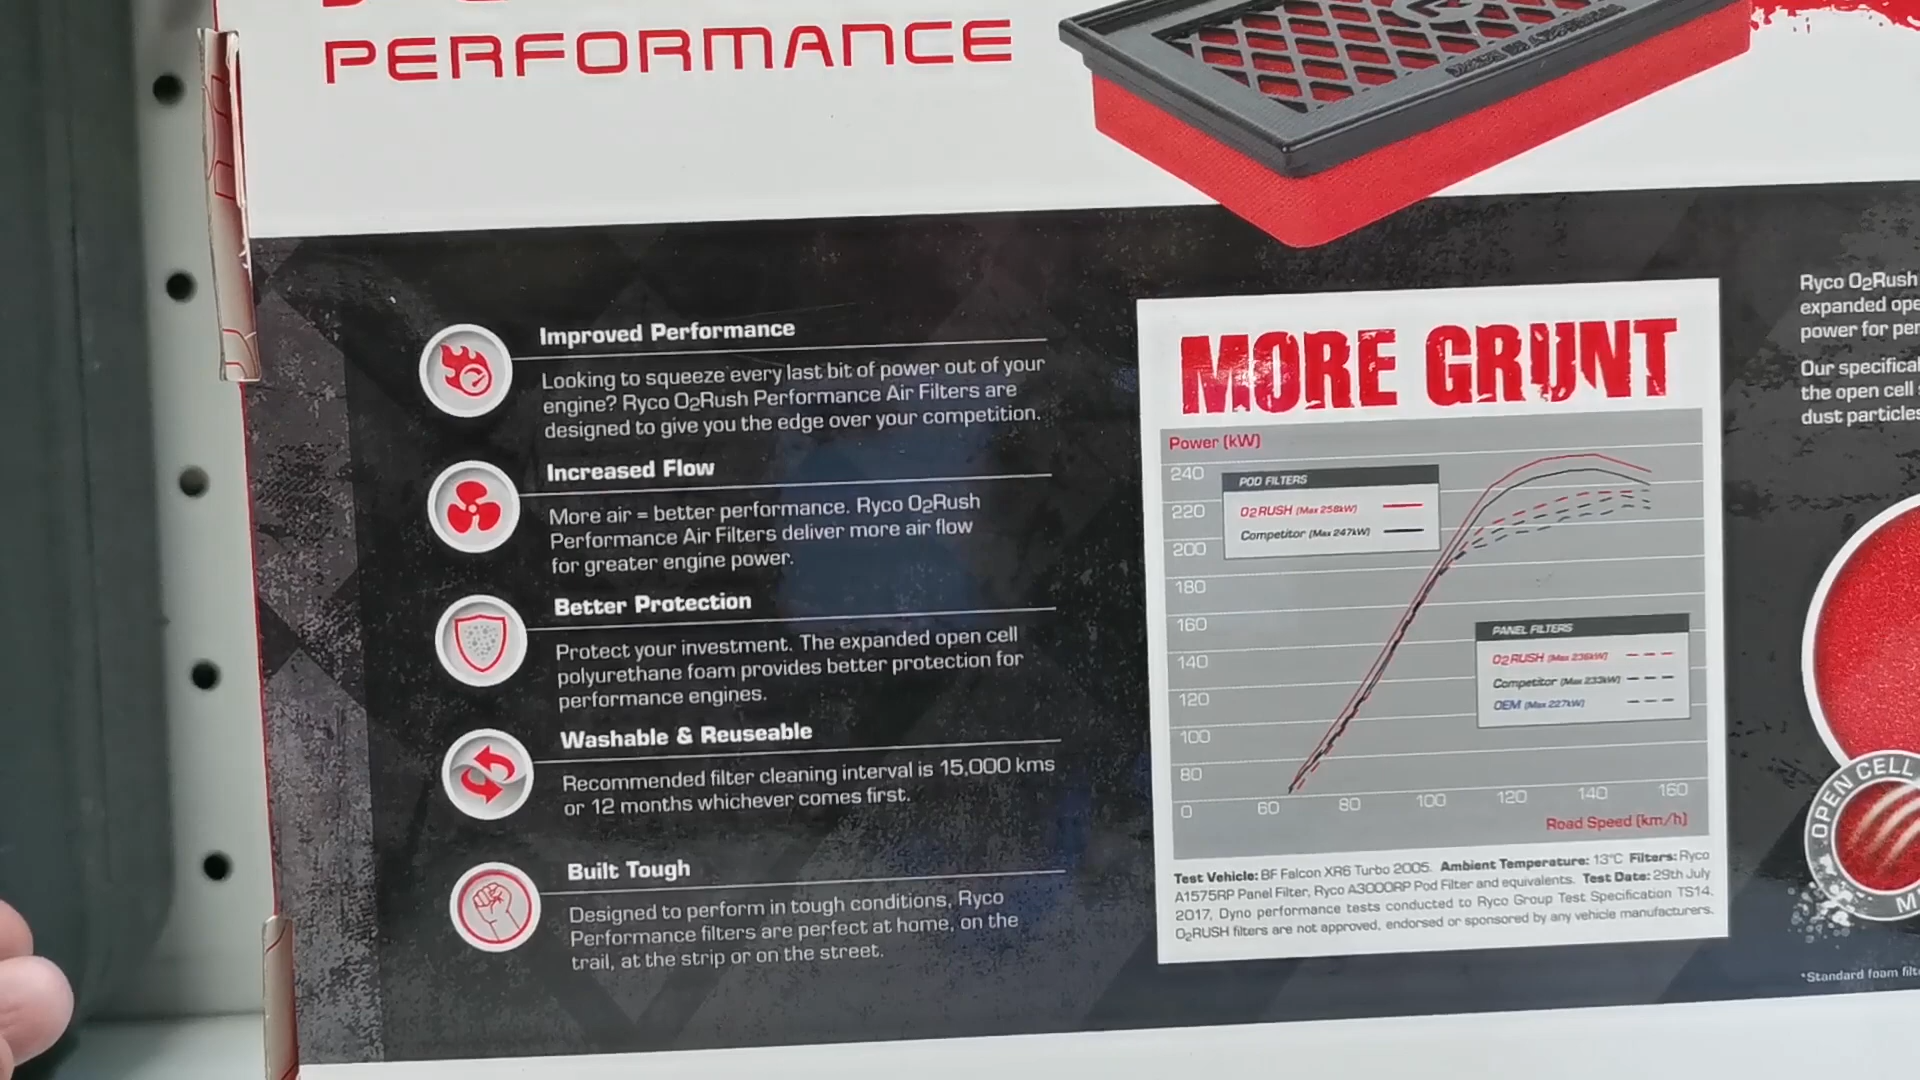 PERFORMANCE
Improved Performance
Looking to squeeze every last bit of power out of your
engine? Ryco O2Rush Performance Air Filters are
designed to give you the edge over your competition.
Increased Flow
More air = better performance. Ryco O2Rush
Performance Air Filters deliver more air flow
for greater engine power.
Better Protection
Protect your investment. The expanded open cell
polyurethane foam provides better protection for
performance engines.
Washable & Reuseable
Recommended filter cleaning interval is 15,000 kms
or 12 months whichever comes first.
Built Tough
Designed to perform in tough conditions, Ryco
Performance filters are perfect at home, on the
trail, at the strip or on the street.
MORE GRUNT
Power (kW)
240
220
200
180
160
140
120
100
80
0 60 80 100 120 140 160
Road Speed (km/h)
POD FILTERS
O2RUSH (Max 258kW)
Competitor (Max 247kW)
PANEL FILTERS
O2RUSH (Max 236kW)
Competitor (Max 233kW)
OEM (Max 227kW)
Test Vehicle: BF Falcon XR6 Turbo 2005. Ambient Temperature: 13°C Filters: Ryco
A1575RP Panel Filter, Ryco A3000RP Pod Filter and equivalents. Test Date: 29th July
2017, Dyno performance tests conducted to Ryco Group Test Specification TS14.
O2RUSH filters are not approved, endorsed or sponsored by any vehicle manufacturers.
Ryco O2Rush
expanded ope
power for per
Our specifical
the open cell
dust particles
OPEN CELL
M
*Standard foam filt